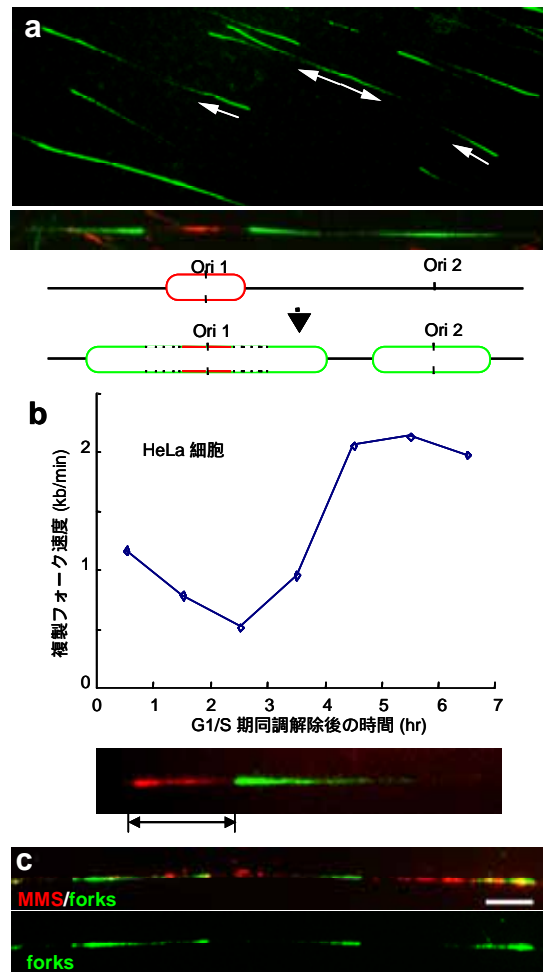 a
Ori 1
Ori 2
Ori 1
Ori 2
b
HeLa 細胞
複製フォーク速度 (kb/min)
2
1
0
0 1 2 3 4 5 6 7
G1/S 期同調解除後の時間 (hr)
c
MMS/forks
forks